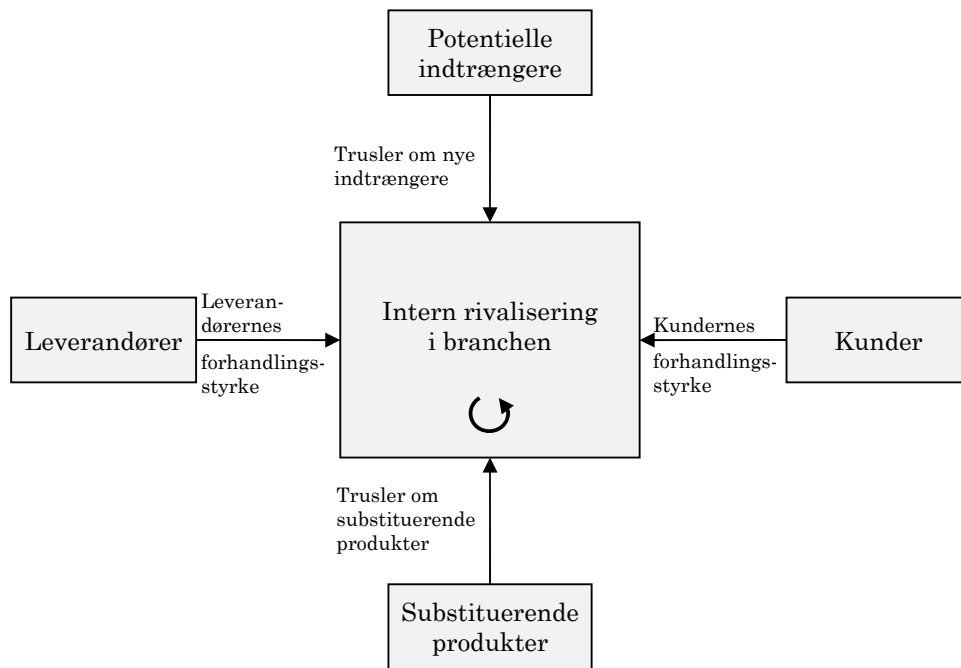 Potentielle
indtrængere
Trusler om nye
indtrængere
Leverandører
Leveran-
dørernes
forhandlings-
styrke
Intern rivalisering
i branchen
Kundernes
forhandlings-
styrke
Kunder
Trusler om
substituerende
produkter
Substituerende
produkter